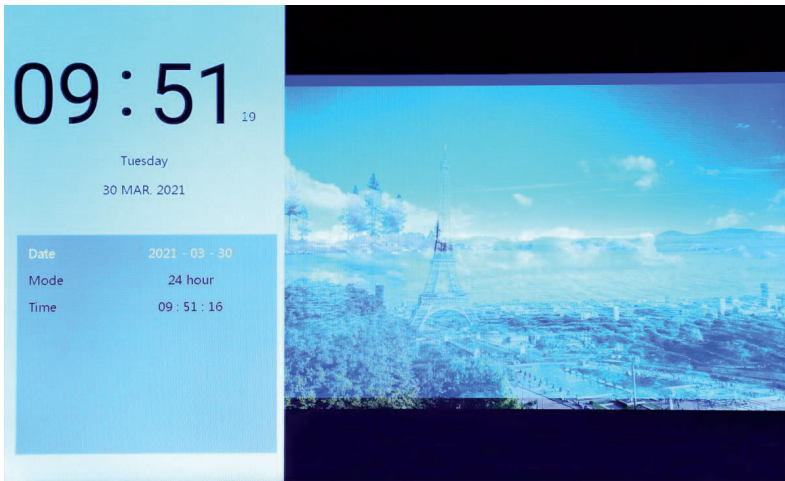 09 : 51 19
Tuesday
30 MAR. 2021
Date 2021 - 03 - 30
Mode 24 hour
Time 09 : 51 : 16